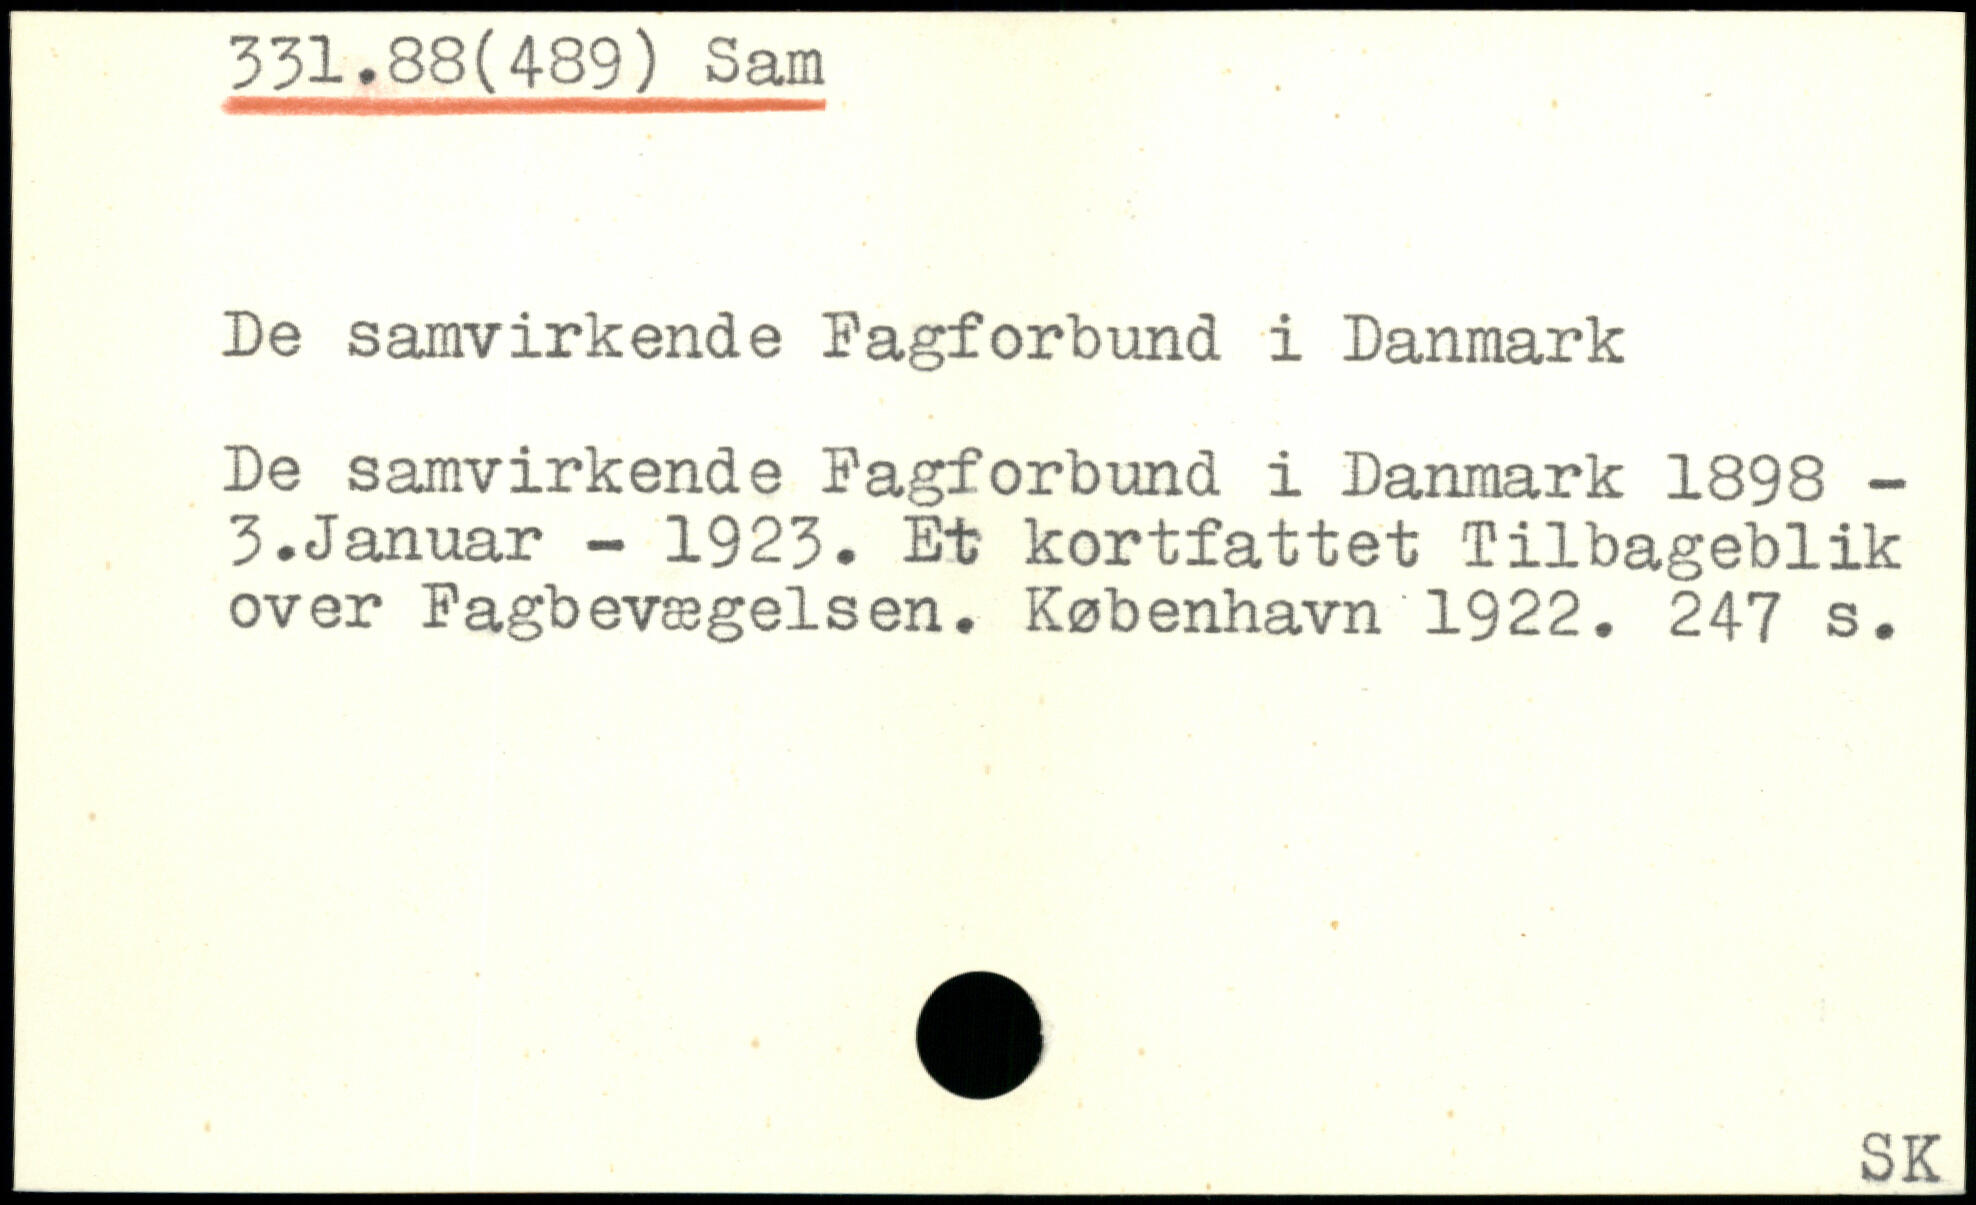 331.88(489) Sam
De samvirkende Fagforbund i Danmark
De samvirkende Fagforbund i Danmark 1898 -
3.Januar - 1923. Et kortfattet Tilbageblik
over Fagbevægelsen. København 1922. 247 s.
SK